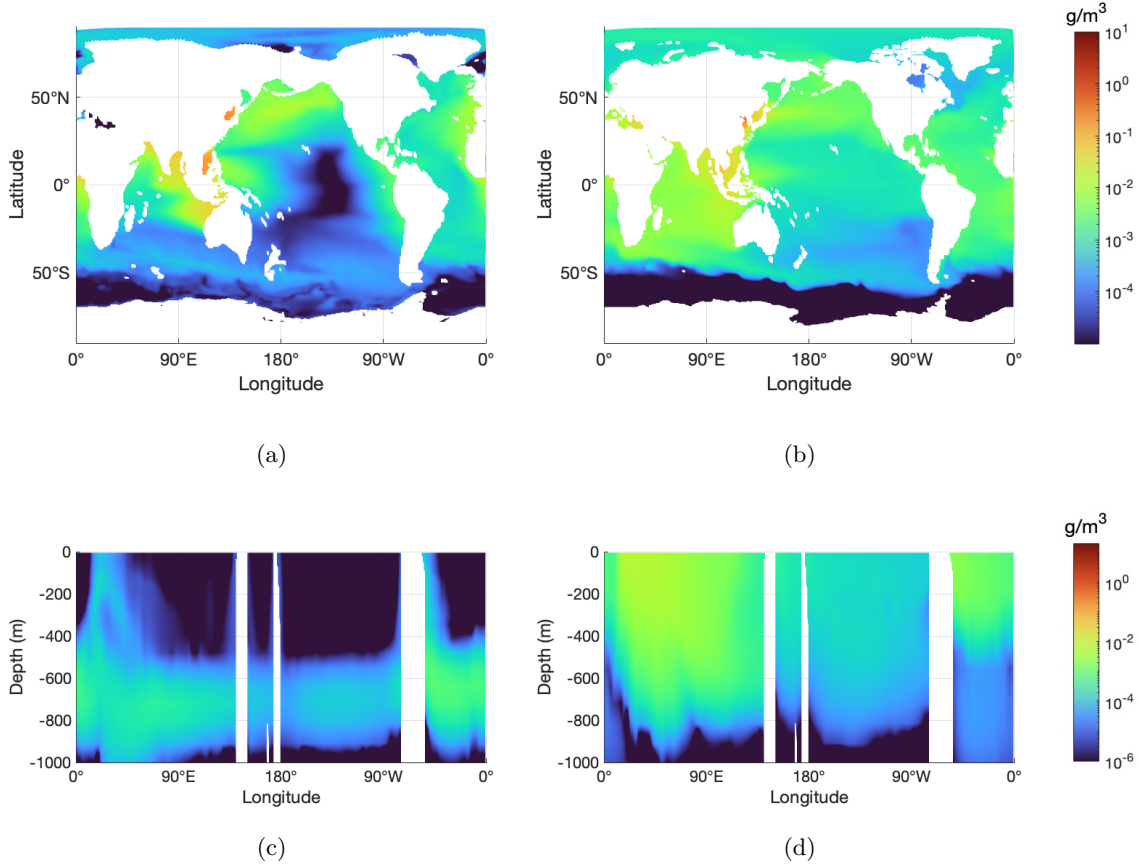 g/m³
10¹
10⁰
10⁻¹
10⁻²
10⁻³
10⁻⁴
50°N
0°
50°S
Latitude
0°
90°E
180°
90°W
0°
Longitude
(a)
50°N
0°
50°S
Latitude
0°
90°E
180°
90°W
0°
Longitude
(b)
g/m³
10⁰
10⁻²
10⁻⁴
10⁻⁶
0
-200
-400
-600
-800
-1000
Depth (m)
0°
90°E
180°
90°W
0°
Longitude
(c)
0
-200
-400
-600
-800
-1000
Depth (m)
0°
90°E
180°
90°W
0°
Longitude
(d)